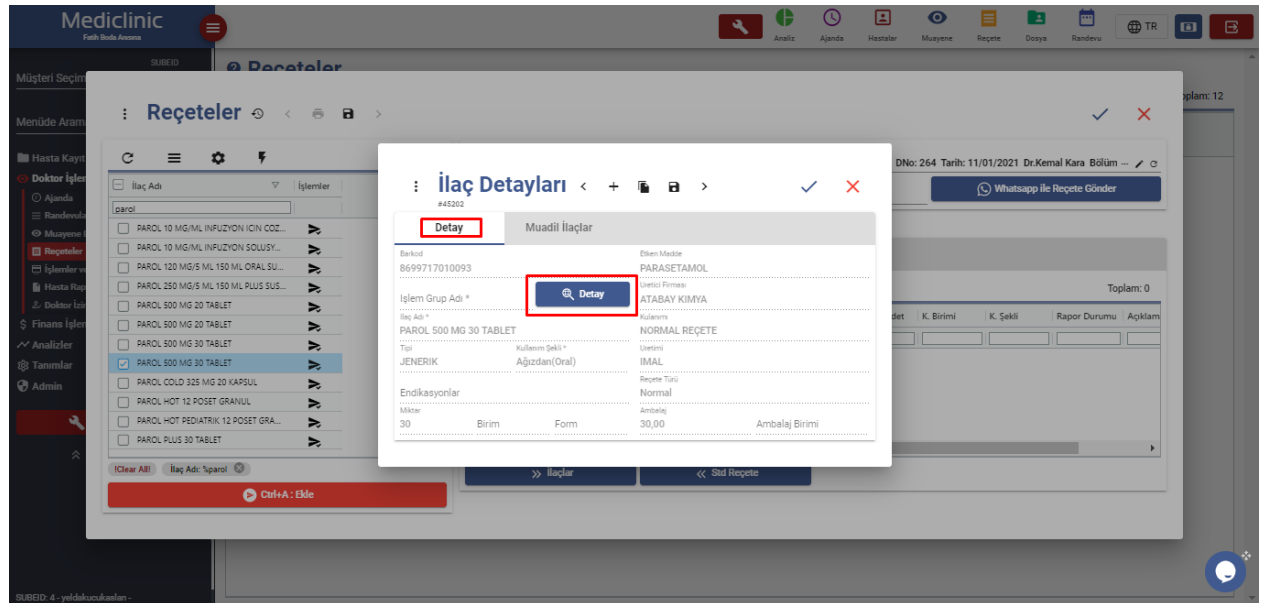 Mediclinic
Fatih Boda Anısına
Analiz
Ajanda
Hastalar
Muayene
Reçete
Dosya
Randevu
TR
SUBEID
Müşteri Seçim
Menüde Aram
Hasta Kayıt
Doktor İşler
Ajanda
Randevula
Muayene İ
Reçeteler
İşlemler ve
Hasta Rap
Doktor İzin
Finans İşlem
Analizler
Tanımlar
Admin
SUBEID: 4 - yeldakucukaslan -
Reçeteler
Toplam: 12
Reçeteler
İlaç Adı
İşlemler
parol
PAROL 10 MG/ML INFUZYON ICIN COZ...
PAROL 10 MG/ML INFUZYON SOLUSY...
PAROL 120 MG/5 ML 150 ML ORAL SU...
PAROL 250 MG/5 ML 150 ML PLUS SUS...
PAROL 500 MG 20 TABLET
PAROL 500 MG 20 TABLET
PAROL 500 MG 30 TABLET
PAROL 500 MG 30 TABLET
PAROL COLD 325 MG 20 KAPSUL
PAROL HOT 12 POSET GRANUL
PAROL HOT PEDIATRIK 12 POSET GRA...
PAROL PLUS 30 TABLET
!Clear All!
İlaç Adı: %parol
Ctrl+A : Ekle
DNo: 264 Tarih: 11/01/2021 Dr.Kemal Kara Bölüm ---
Whatsapp ile Reçete Gönder
Toplam: 0
det
K. Birimi
K. Şekli
Rapor Durumu
Açıklam
İlaçlar
Std Reçete
İlaç Detayları
#45202
Detay
Muadil İlaçlar
Barkod
8699717010093
Etken Madde
PARASETAMOL
İşlem Grup Adı *
Detay
Üretici Firması
ATABAY KIMYA
İlaç Adı *
PAROL 500 MG 30 TABLET
Kulanımı
NORMAL REÇETE
Tipi
JENERIK
Kullanım Şekli *
Ağızdan(Oral)
Uretimi
IMAL
Endikasyonlar
Reçete Türü
Normal
Miktar
30
Birim
Form
Ambalaj
30,00
Ambalaj Birimi